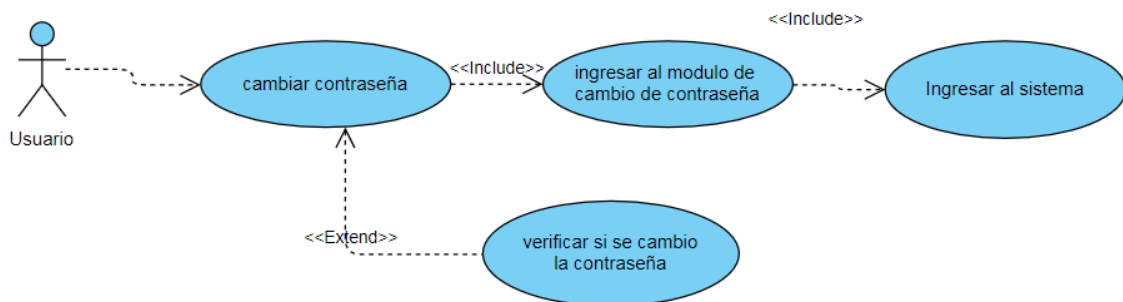 <<Include>>
cambiar contraseña
<<Include>>
ingresar al modulo de
cambio de contraseña
Ingresar al sistema
Usuario
<<Extend>>
verificar si se cambio
la contraseña